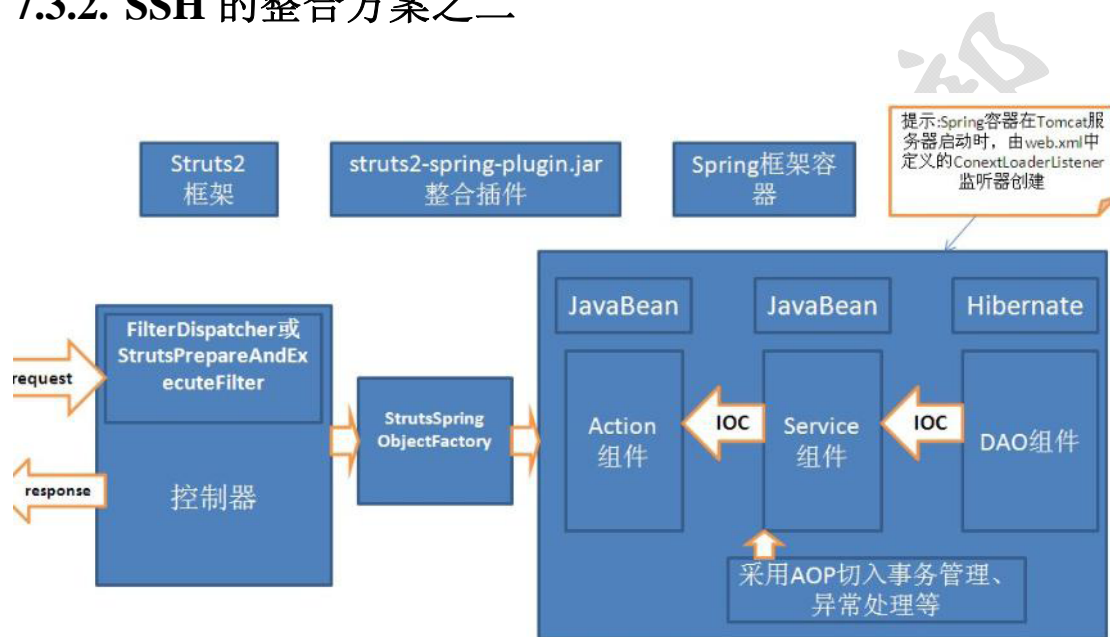 7.3.2. SSH 的整合方案之二
提示:Spring容器在Tomcat服
务器启动时，由web.xml中
定义的ConextLoaderListener
监听器创建
Struts2
框架
struts2-spring-plugin.jar
整合插件
Spring框架容
器
JavaBean
JavaBean
Hibernate
FilterDispatcher或
StrutsPrepareAndEx
ecuteFilter
request
StrutsSpring
ObjectFactory
Action
组件
IOC
Service
组件
IOC
DAO组件
response
控制器
采用AOP切入事务管理、
异常处理等